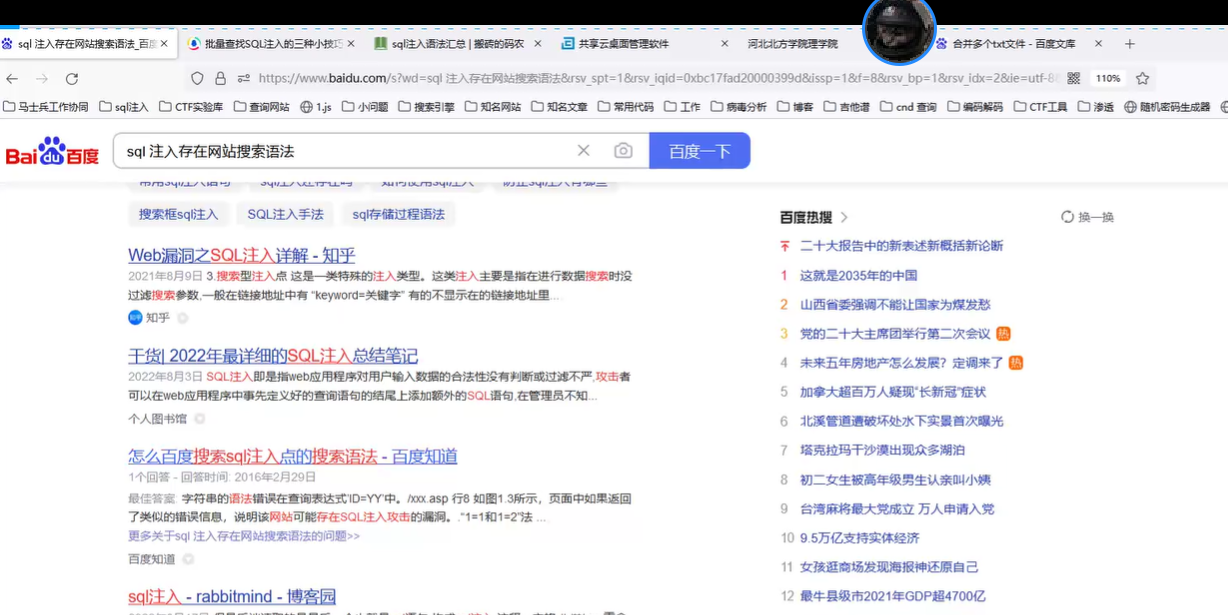 sql 注入存在网站搜索语法_百度
批量查找SQL注入的三种小技巧
sql注入语法汇总 | 搬砖的码农
共享云桌面管理软件
河北北方学院理学院
合并多个txt文件 - 百度文库
https://www.baidu.com/s?wd=sql 注入存在网站搜索语法&rsv_spt=1&rsv_iqid=0xbc17fad20000399d&issp=1&f=8&rsv_bp=1&rsv_idx=2&ie=utf-8
110%
马士兵工作协同
sql注入
CTF实验库
查询网站
1.js
小问题
搜索引擎
知名网站
知名文章
常用代码
工作
病毒分析
博客
吉他谱
cnd 查询
编码解码
CTF工具
渗透
随机密码生成器
Bai du 百度
sql 注入存在网站搜索语法
百度一下
常用sql注入语句
sql注入还存在吗
如何使用sql注入
防止sql注入有哪些
搜索框sql注入
SQL注入手法
sql存储过程语法
Web漏洞之SQL注入详解 - 知乎
2021年8月9日 3.搜索型注入点 这是一类特殊的注入类型。这类注入主要是指在进行数据搜索时没
过滤搜索参数,一般在链接地址中有 “keyword=关键字” 有的不显示在的链接地址里...
知乎
干货| 2022年最详细的SQL注入总结笔记
2022年8月3日 SQL注入即是指web应用程序对用户输入数据的合法性没有判断或过滤不严,攻击者
可以在web应用程序中事先定义好的查询语句的结尾上添加额外的SQL语句,在管理员不知...
个人图书馆
怎么百度搜索sql注入点的搜索语法 - 百度知道
1个回答 - 回答时间: 2016年2月29日
最佳答案: 字符串的语法错误在查询表达式'ID=YY'中。/xxx.asp 行8 如图1.3所示，页面中如果返回
了类似的错误信息，说明该网站可能存在SQL注入攻击的漏洞。.“1=1和1=2”法 ...
更多关于sql 注入存在网站搜索语法的问题>>
百度知道
sql注入 - rabbitmind - 博客园
百度热搜
换一换
二十大报告中的新表述新概括新论断
1 这就是2035年的中国
2 山西省委强调不能让国家为煤发愁
3 党的二十大主席团举行第二次会议 热
4 未来五年房地产怎么发展？定调来了 热
5 加拿大超百万人疑现“长新冠”症状
6 北溪管道遭破坏处水下实景首次曝光
7 塔克拉玛干沙漠出现众多湖泊
8 初二女生被高年级男生认亲叫小姨
9 台湾麻将最大党成立 万人申请入党
10 9.5万亿支持实体经济
11 女孩逛商场发现海报神还原自己
12 最牛县级市2021年GDP超4700亿